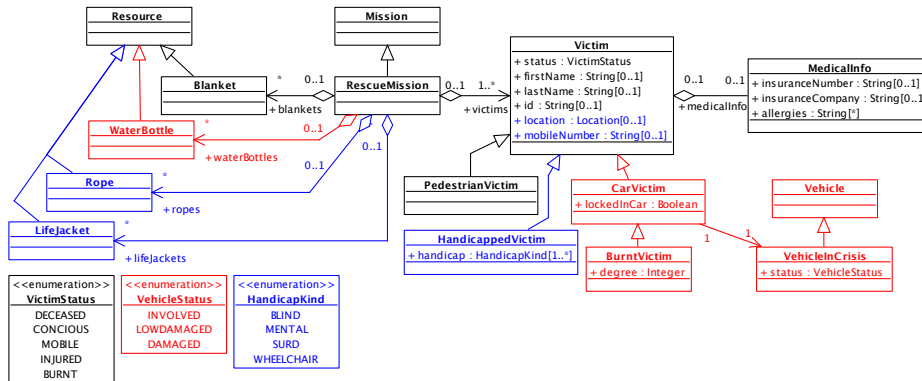 Resource
Mission
Victim
+ status : VictimStatus
+ firstName : String[0..1]
+ lastName : String[0..1]
+ id : String[0..1]
+ location : Location[0..1]
+ mobileNumber : String[0..1]
MedicalInfo
+ insuranceNumber : String[0..1]
+ insuranceCompany : String[0..1]
+ allergies : String[*]
0..1
0..1
+medicalInfo
Blanket
*
0..1
+blankets
RescueMission
0..1
1..*
+victims
WaterBottle
*
0..1
+waterBottles
0..1
Rope
*
0..1
+ropes
LifeJacket
*
+lifeJackets
PedestrianVictim
CarVictim
+ lockedInCar : Boolean
Vehicle
HandicappedVictim
+ handicap : HandicapKind[1..*]
BurntVictim
+ degree : Integer
1
1
VehicleInCrisis
+ status : VehicleStatus
<<enumeration>>
VictimStatus
DECEASED
CONCIOUS
MOBILE
INJURED
BURNT
<<enumeration>>
VehicleStatus
INVOLVED
LOWDAMAGED
DAMAGED
<<enumeration>>
HandicapKind
BLIND
MENTAL
SURD
WHEELCHAIR